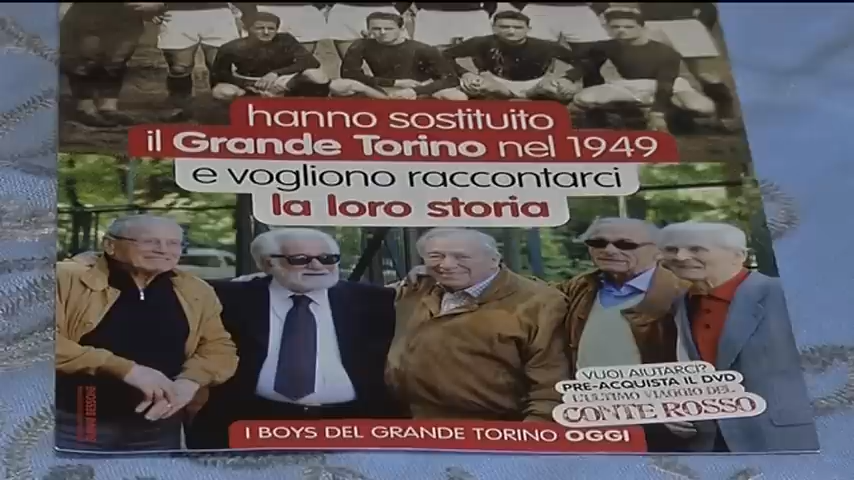 hanno sostituito
il Grande Torino nel 1949
e vogliono raccontarci
la loro storia
VUOI AIUTARCI?
PRE-ACQUISTA IL DVD
L'ULTIMO VIAGGIO DEL
CONTE ROSSO
I BOYS DEL GRANDE TORINO OGGI